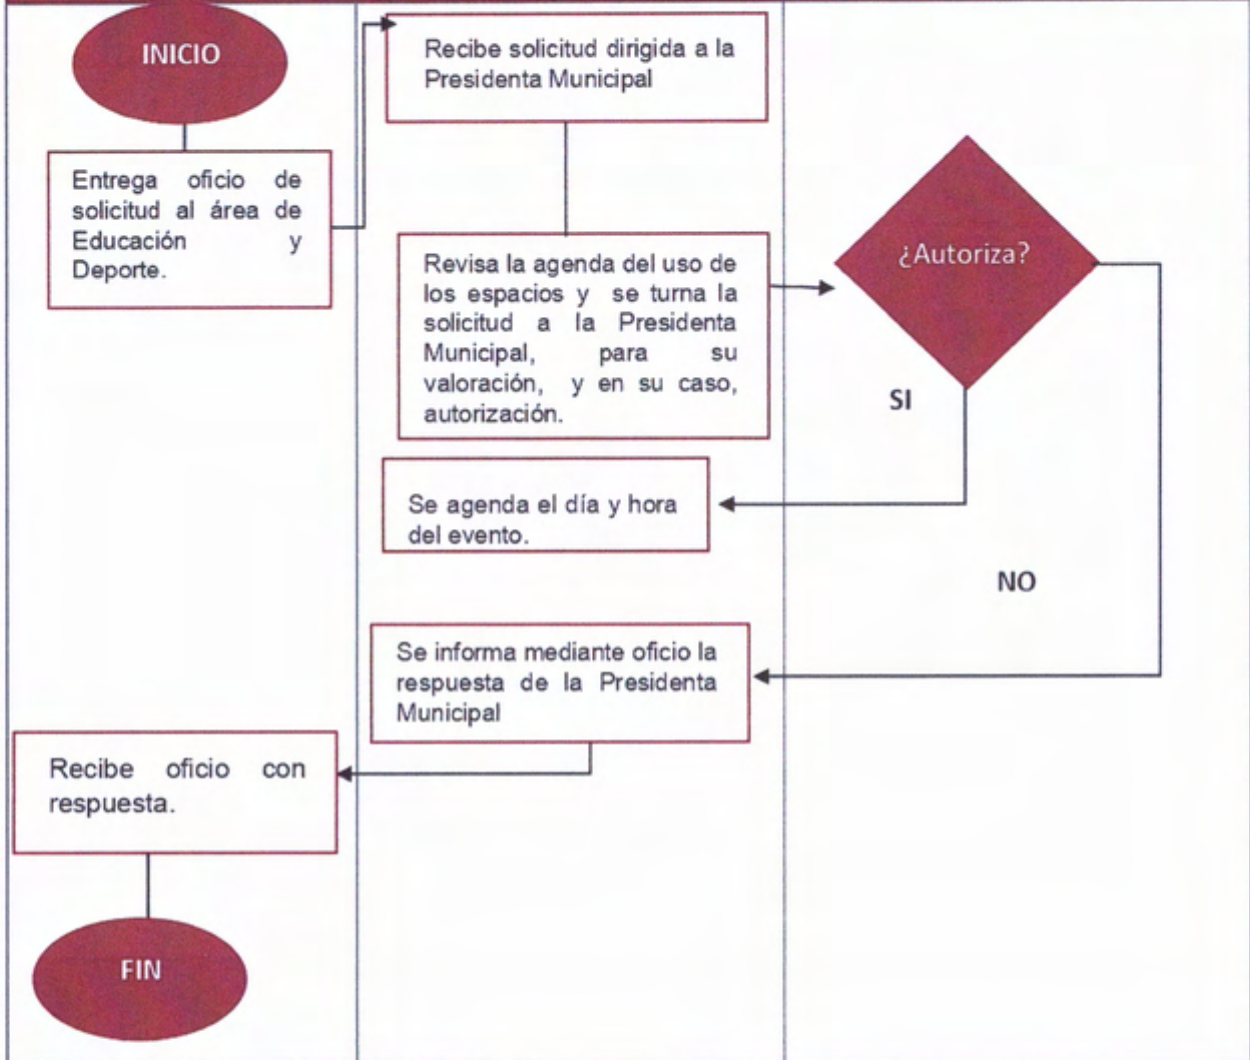 INICIO
Entrega oficio de
solicitud al área de
Educación y
Deporte.
Recibe solicitud dirigida a la
Presidenta Municipal
Revisa la agenda del uso de
los espacios y se turna la
solicitud a la Presidenta
Municipal, para su
valoración, y en su caso,
autorización.
¿Autoriza?
SI
Se agenda el día y hora
del evento.
NO
Se informa mediante oficio la
respuesta de la Presidenta
Municipal
Recibe oficio con
respuesta.
FIN